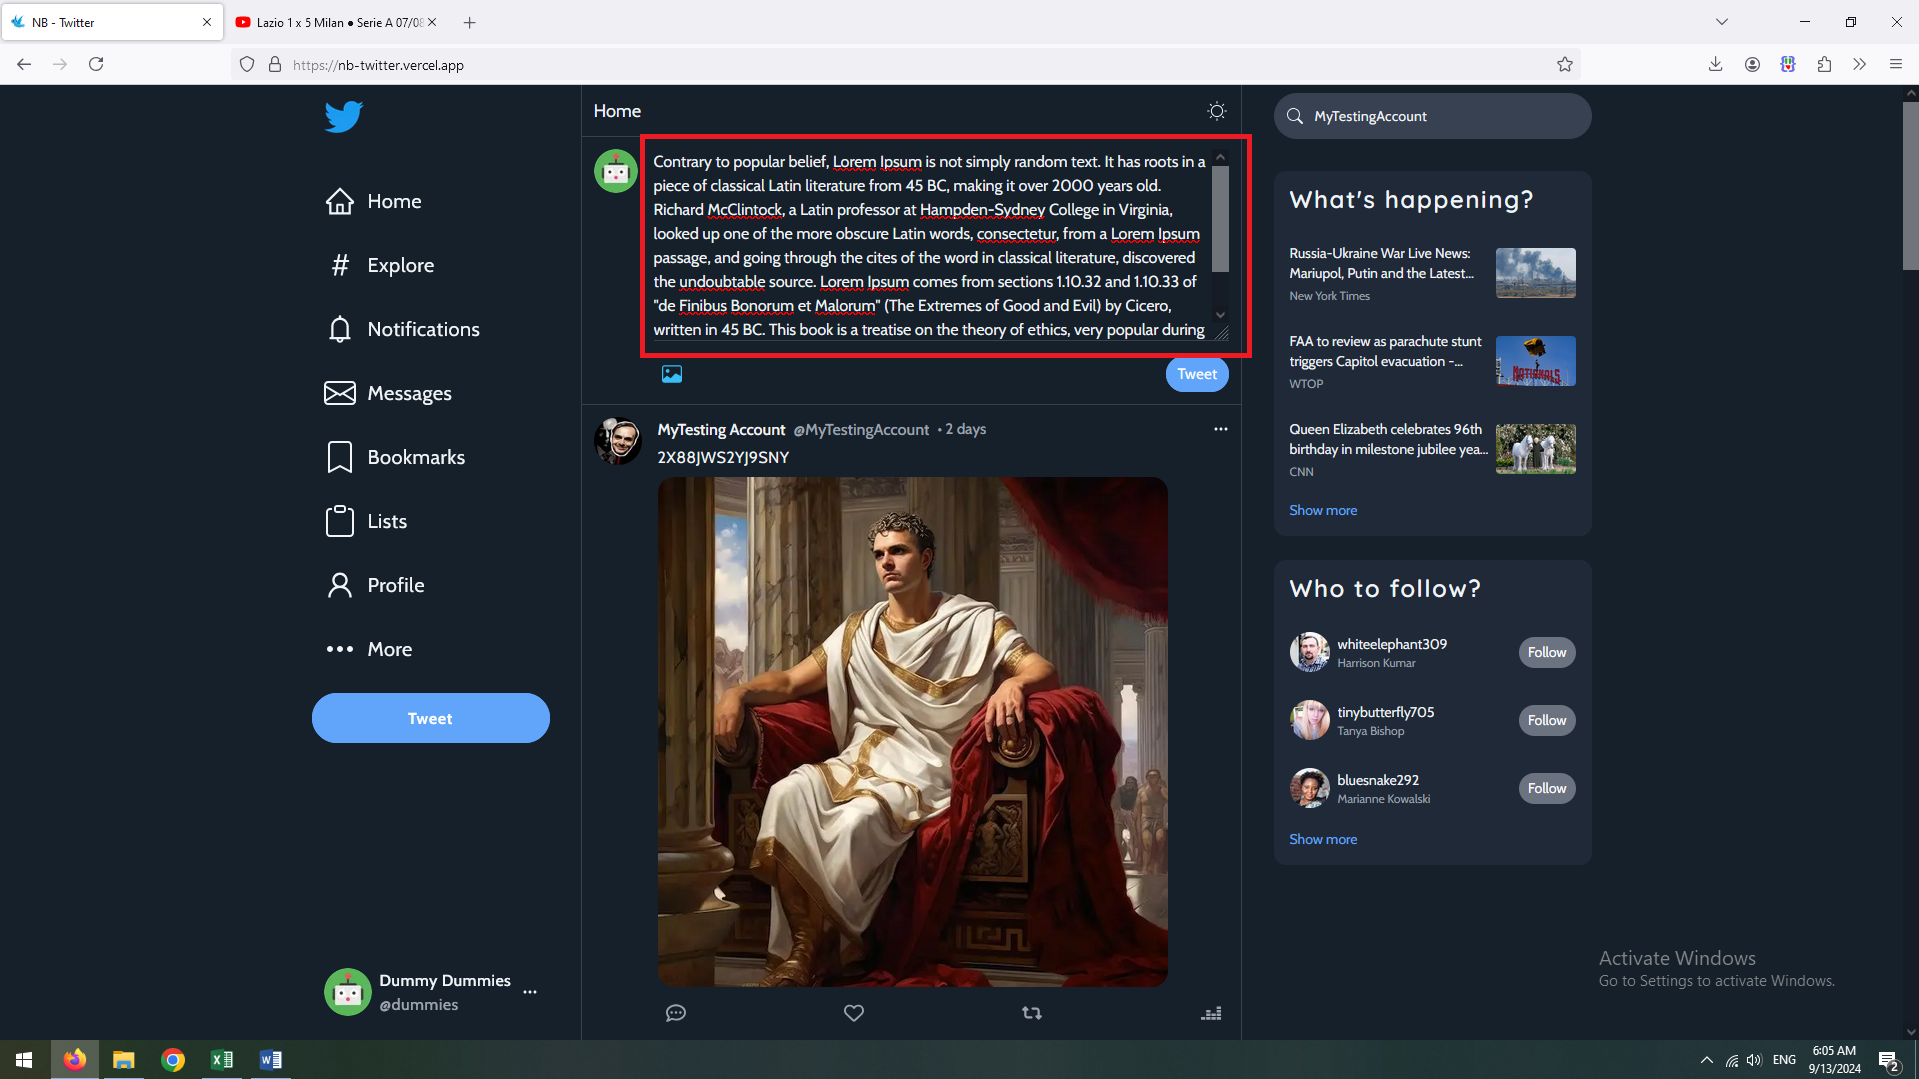 NB - Twitter
Lazio 1 x 5 Milan ● Serie A 07/08
https://nb-twitter.vercel.app
Home
Explore
Notifications
Messages
Bookmarks
Lists
Profile
More
Tweet
Dummy Dummies
@dummies
Home
Contrary to popular belief, Lorem Ipsum is not simply random text. It has roots in a
piece of classical Latin literature from 45 BC, making it over 2000 years old.
Richard McClintock, a Latin professor at Hampden-Sydney College in Virginia,
looked up one of the more obscure Latin words, consectetur, from a Lorem Ipsum
passage, and going through the cites of the word in classical literature, discovered
the undoubtable source. Lorem Ipsum comes from sections 1.10.32 and 1.10.33 of
"de Finibus Bonorum et Malorum" (The Extremes of Good and Evil) by Cicero,
written in 45 BC. This book is a treatise on the theory of ethics, very popular during
Tweet
MyTesting Account @MyTestingAccount • 2 days
2X88JWS2YJ9SNY
MyTestingAccount
What's happening?
Russia-Ukraine War Live News:
Mariupol, Putin and the Latest...
New York Times
FAA to review as parachute stunt
triggers Capitol evacuation -...
WTOP
NATIONALS
Queen Elizabeth celebrates 96th
birthday in milestone jubilee yea...
CNN
Show more
Who to follow?
whiteelephant309
Harrison Kumar
Follow
tinybutterfly705
Tanya Bishop
Follow
bluesnake292
Marianne Kowalski
Follow
Show more
Activate Windows
Go to Settings to activate Windows.
ENG
6:05 AM
9/13/2024
2